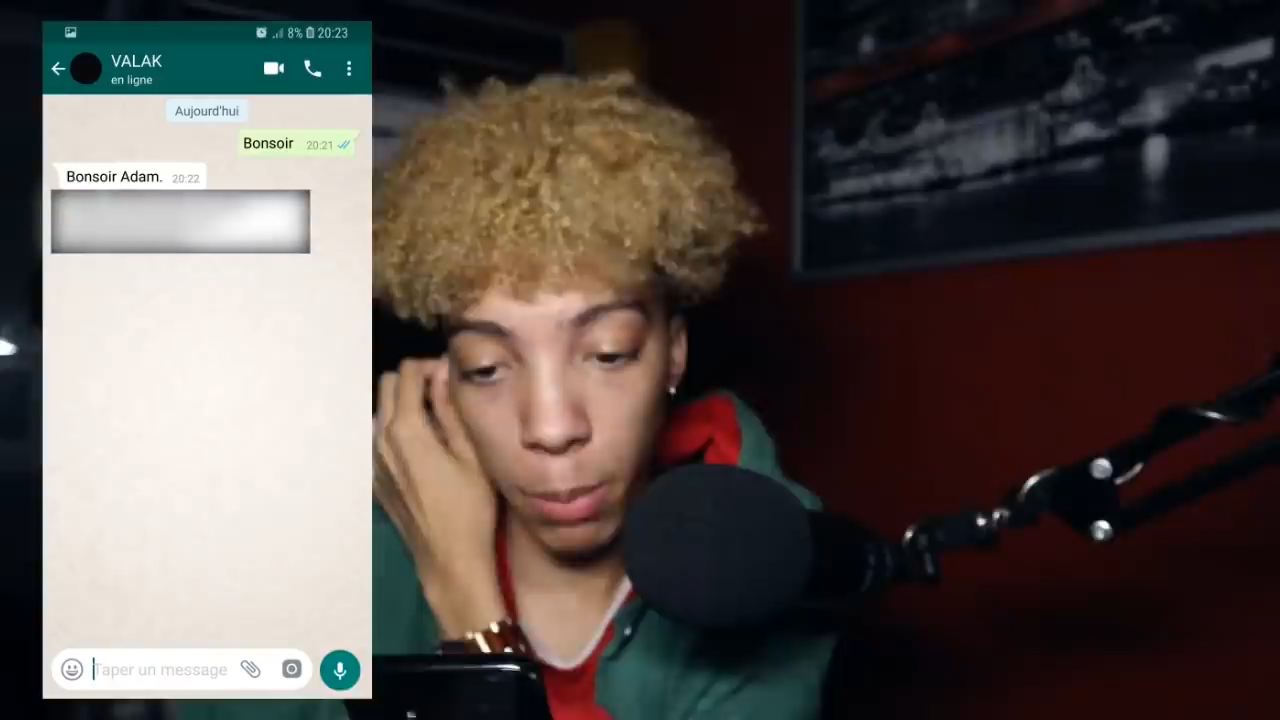 8% 20:23
VALAK
en ligne
Aujourd'hui
Bonsoir 20:21
Bonsoir Adam. 20:22
Taper un message